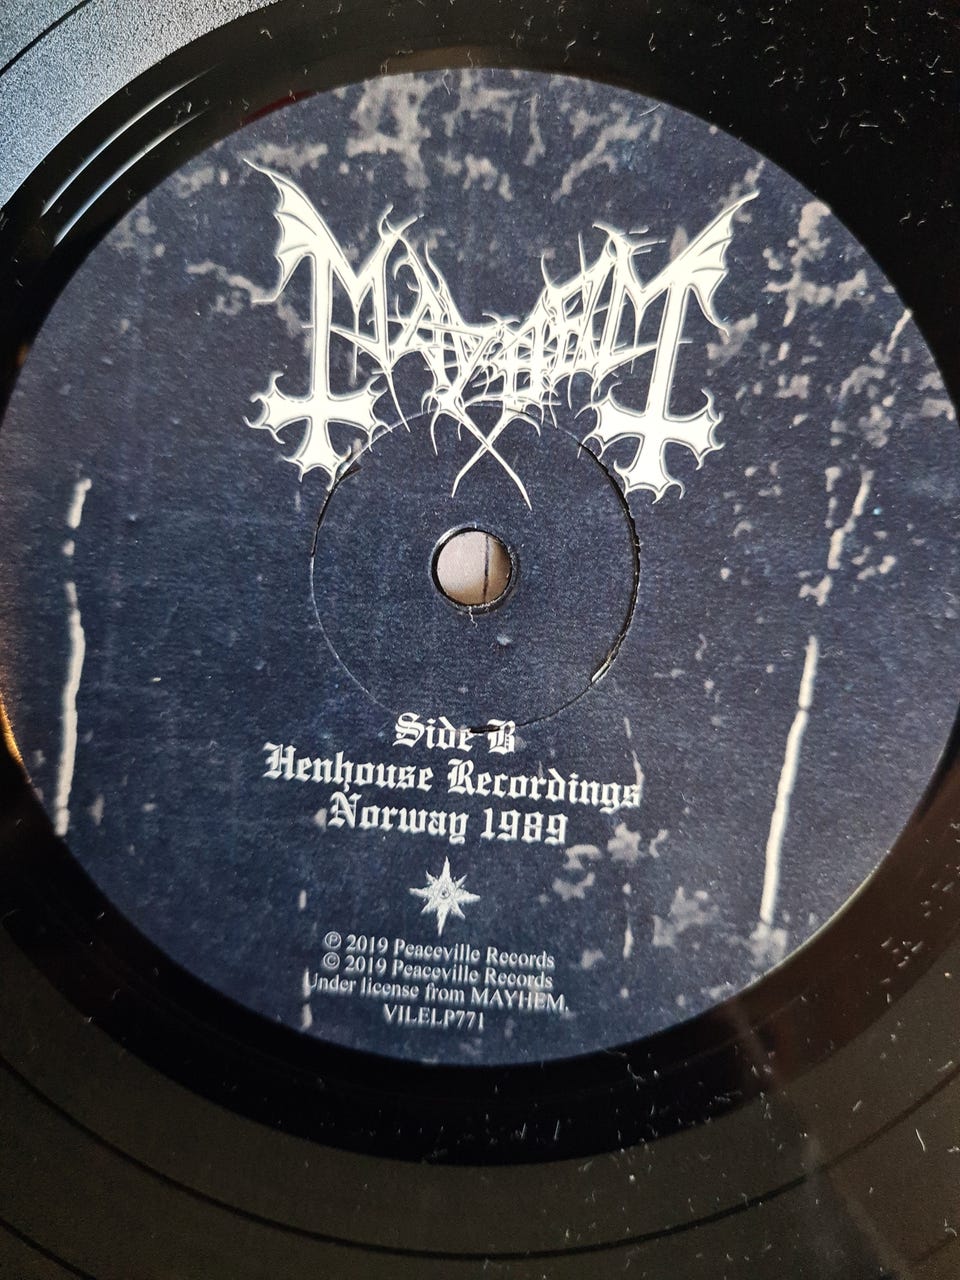 MAYHEM
Side B
Henhouse Recordings
Norway 1989
℗ 2019 Peaceville Records
© 2019 Peaceville Records
Under license from MAYHEM.
VILELP771